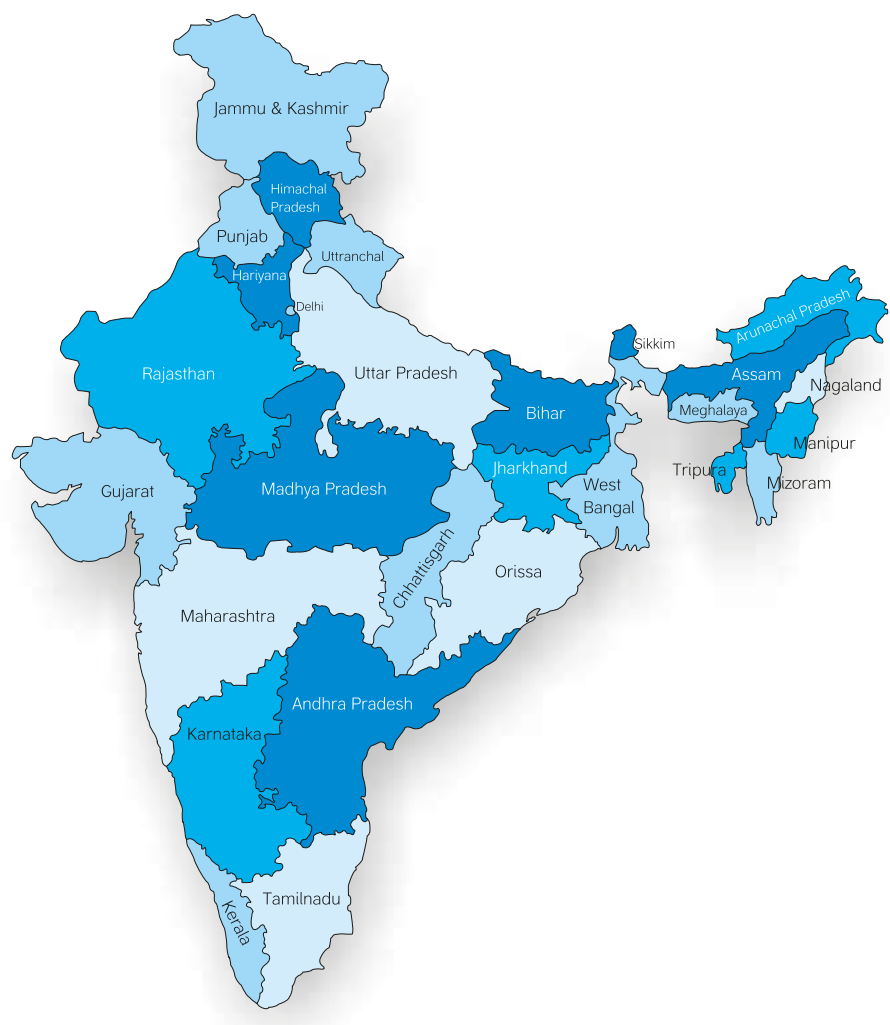 Jammu & Kashmir
Himachal
Pradesh
Punjab
Uttranchal
Hariyana
Delhi
Arunachal Pradesh
Sikkim
Rajasthan
Uttar Pradesh
Assam
Nagaland
Bihar
Meghalaya
Manipur
Jharkhand
Tripura
Mizoram
Gujarat
Madhya Pradesh
West
Bangal
Chhattisgarh
Orissa
Maharashtra
Andhra Pradesh
Karnataka
Tamilnadu
Kerala